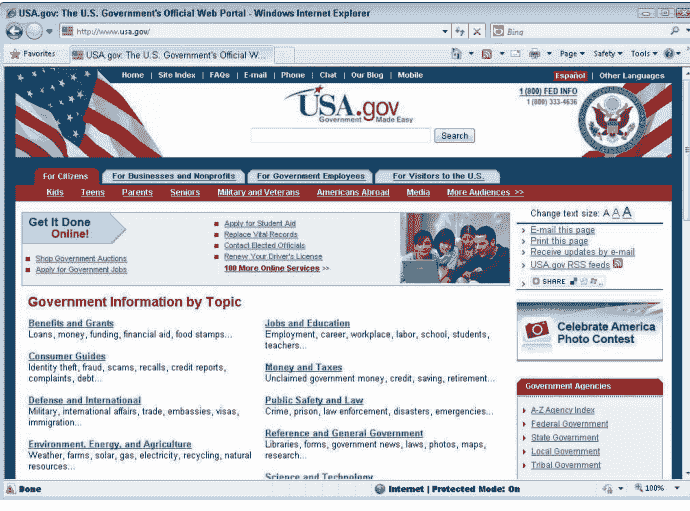 USA.gov: The U.S. Government's Official Web Portal - Windows Internet Explorer
http://www.usa.gov/
Bing
Favorites
USA.gov: The U.S. Government's Official W...
Page
Safety
Tools
Home | Site Index | FAQs | E-mail | Phone | Chat | Our Blog | Mobile
Español | Other Languages
USA.gov
Government Made Easy
1 (800) FED INFO
1 (800) 333-4636
Search
For Citizens
For Businesses and Nonprofits
For Government Employees
For Visitors to the U.S.
Kids Teens Parents Seniors Military and Veterans Americans Abroad Media More Audiences >>
Get It Done
Online!
Shop Government Auctions
Apply for Government Jobs
Apply for Student Aid
Replace Vital Records
Contact Elected Officials
Renew Your Driver's License
100 More Online Services >>
Change text size: A A A
E-mail this page
Print this page
Receive updates by e-mail
USA.gov RSS feeds
SHARE
Government Information by Topic
Benefits and Grants
Loans, money, funding, financial aid, food stamps...
Consumer Guides
Identity theft, fraud, scams, recalls, credit reports,
complaints, debt...
Defense and International
Military, international affairs, trade, embassies, visas,
immigration...
Environment, Energy, and Agriculture
Weather, farms, solar, gas, electricity, recycling, natural
resources...
Jobs and Education
Employment, career, workplace, labor, school, students,
teachers...
Money and Taxes
Unclaimed government money, credit, saving, retirement...
Public Safety and Law
Crime, prison, law enforcement, disasters, emergencies...
Reference and General Government
Libraries, forms, government news, laws, photos, maps,
research...
Science and Technology
Celebrate America
Photo Contest
Government Agencies
A-Z Agency Index
Federal Government
State Government
Local Government
Tribal Government
Done
Internet | Protected Mode: On
100%